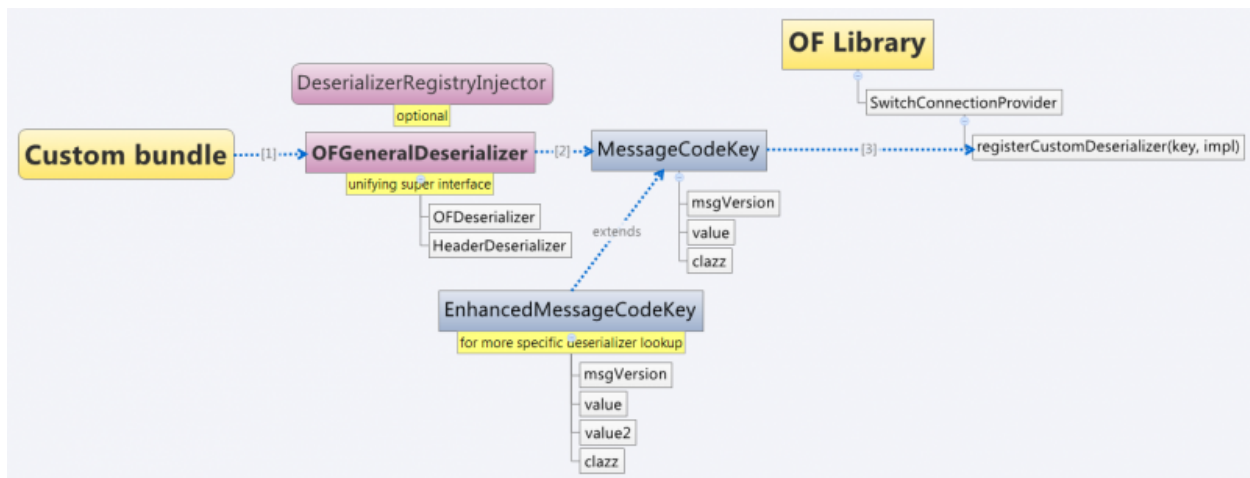 OF Library
DeserializerRegistryInjector
optional
SwitchConnectionProvider
Custom bundle
[1]
OFGeneralDeserializer
[2]
MessageCodeKey
[3]
registerCustomDeserializer(key, impl)
unifying super interface
OFDeserializer
HeaderDeserializer
msgVersion
value
clazz
extends
EnhancedMessageCodeKey
for more specific deserializer lookup
msgVersion
value
value2
clazz